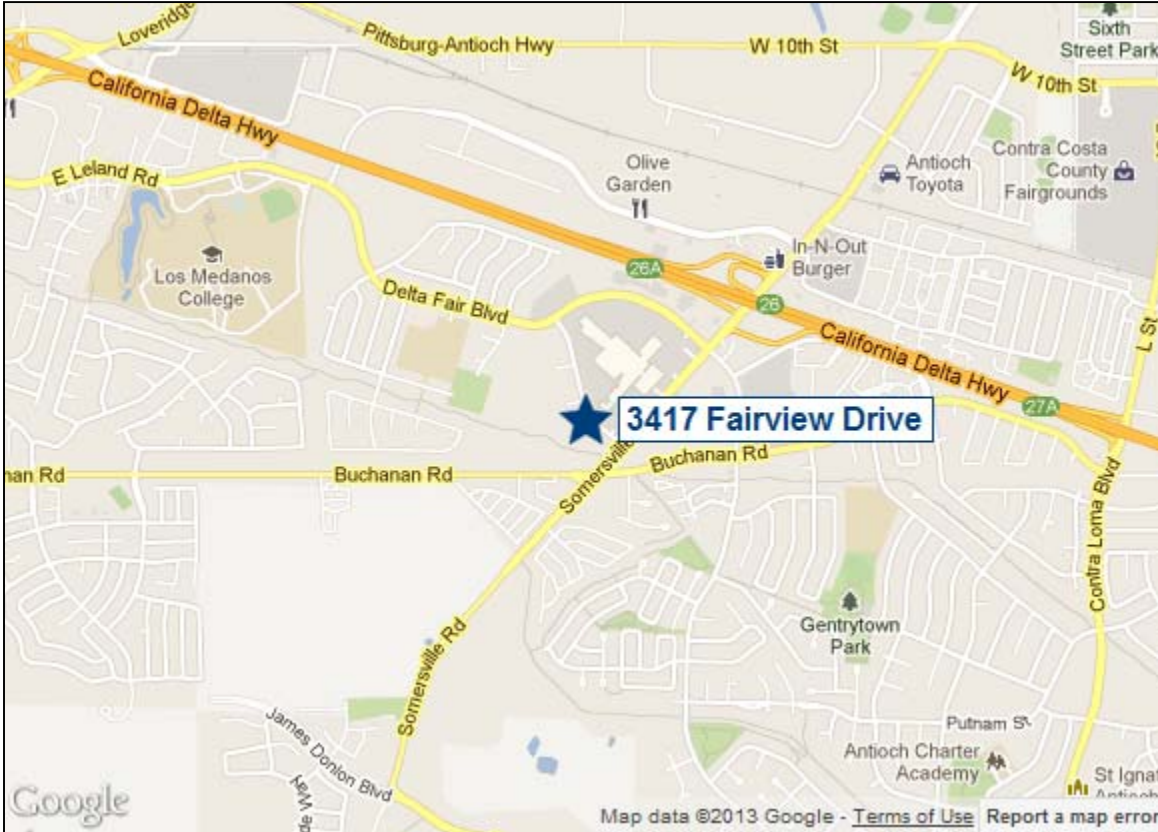 Loveridge
Pittsburg-Antioch Hwy
W 10th St
Sixth
Street Park
W 10th St
California Delta Hwy
E Leland Rd
Olive
Garden
Antioch
Toyota
Contra Costa
County
Fairgrounds
Los Medanos
College
26A
In-N-Out
Burger
Delta Fair Blvd
26
California Delta Hwy
L St
27A
3417 Fairview Drive
Somersville
Buchanan Rd
nan Rd
Buchanan Rd
Contra Loma Blvd
Gentrytown
Park
Somersville Rd
James Donlon Blvd
Putnam S
Antioch Charter
Academy
de Way
St Ignat
Antioch
Google
Map data ©2013 Google - Terms of Use
Report a map error